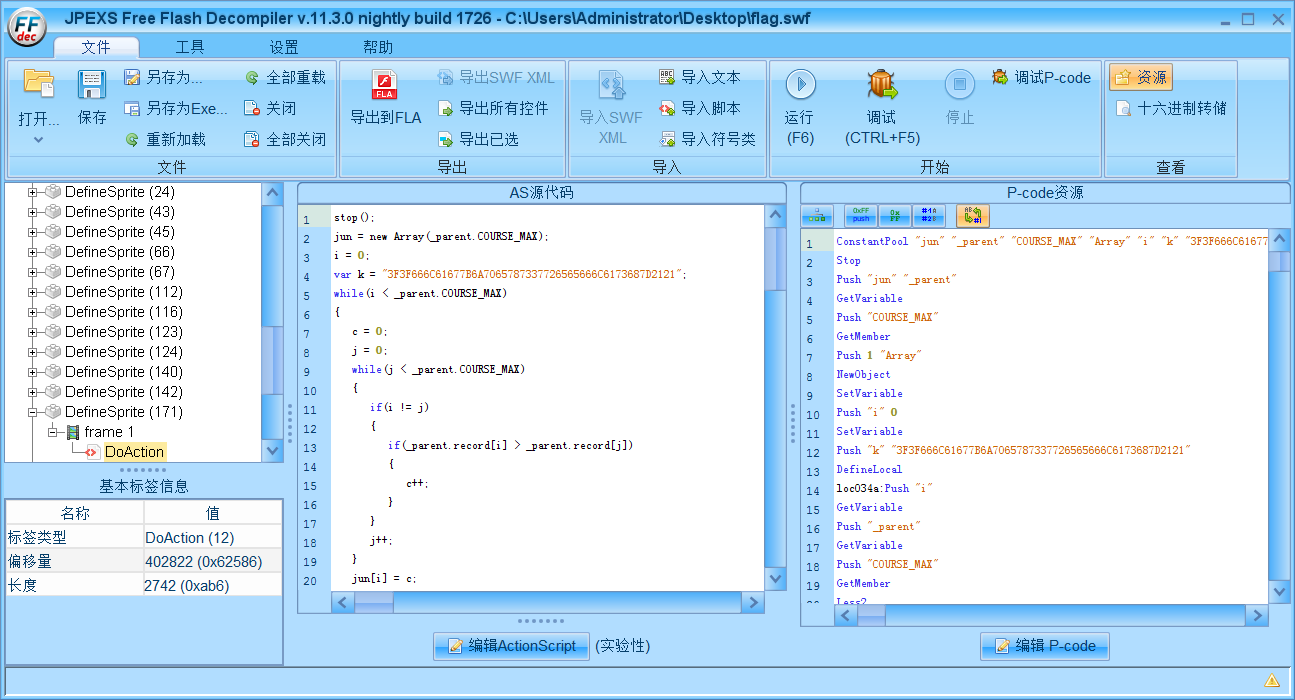 JPEXS Free Flash Decompiler v.11.3.0 nightly build 1726 - C:\Users\Administrator\Desktop\flag.swf
FF
dec
文件 工具 设置 帮助
打开...
保存
另存为...
另存为Exe...
重新加载
全部重载
关闭
全部关闭
文件
FLA
导出到FLA
导出SWF XML
导出所有控件
导出已选
导出
导入SWF
XML
导入文本
导入脚本
导入符号类
导入
运行
(F6)
调试
(CTRL+F5)
停止
调试P-code
开始
资源
十六进制转储
查看
DefineSprite (24)
DefineSprite (43)
DefineSprite (45)
DefineSprite (66)
DefineSprite (67)
DefineSprite (112)
DefineSprite (116)
DefineSprite (123)
DefineSprite (124)
DefineSprite (140)
DefineSprite (142)
DefineSprite (171)
frame 1
DoAction
基本标签信息
名称 值
标签类型 DoAction (12)
偏移量 402822 (0x62586)
长度 2742 (0xab6)
AS源代码
1 stop();
2 jun = new Array(_parent.COURSE_MAX);
3 i = 0;
4 var k = "3F3F666C61677B6A7065787337726565666C6173687D2121";
5 while(i < _parent.COURSE_MAX)
6 {
7 c = 0;
8 j = 0;
9 while(j < _parent.COURSE_MAX)
10 {
11 if(i != j)
12 {
13 if(_parent.record[i] > _parent.record[j])
14 {
15 c++;
16 }
17 }
18 j++;
19 }
20 jun[i] = c;
编辑ActionScript (实验性)
P-code资源
1 ConstantPool "jun" "_parent" "COURSE_MAX" "Array" "i" "k" "3F3F666C61677
2 Stop
3 Push "jun" "_parent"
4 GetVariable
5 Push "COURSE_MAX"
6 GetMember
7 Push 1 "Array"
8 NewObject
9 SetVariable
10 Push "i" 0
11 SetVariable
12 Push "k" "3F3F666C61677B6A7065787337726565666C6173687D2121"
13 DefineLocal
14 loc034a:Push "i"
15 GetVariable
16 Push "_parent"
17 GetVariable
18 Push "COURSE_MAX"
19 GetMember
20 Less2
编辑 P-code